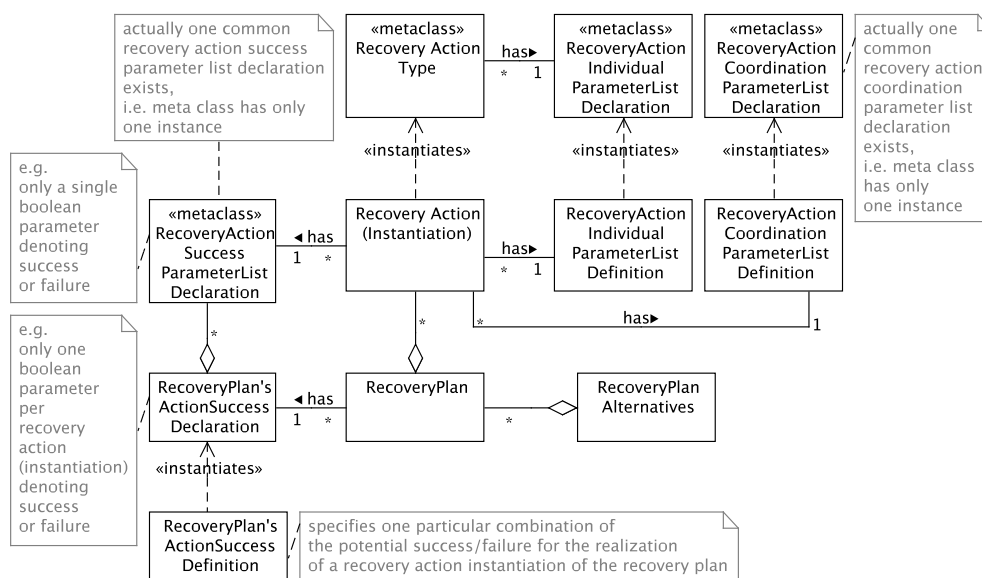 actually one common
recovery action success
parameter list declaration
exists,
i.e. meta class has only
one instance
«metaclass»
Recovery Action
Type
has▶
*
1
«metaclass»
RecoveryAction
Individual
ParameterList
Declaration
«metaclass»
RecoveryAction
Coordination
ParameterList
Declaration
actually one
common
recovery action
coordination
parameter list
declaration
exists,
i.e. meta class
has only
one instance
«instantiates»
«instantiates»
«instantiates»
e.g.
only a single
boolean
parameter
denoting
success
or failure
«metaclass»
RecoveryAction
Success
ParameterList
Declaration
◀ has
1
*
Recovery Action
(Instantiation)
has▶
*
1
RecoveryAction
Individual
ParameterList
Definition
RecoveryAction
Coordination
ParameterList
Definition
*
*
*
has▶
1
e.g.
only one
boolean
parameter
per
recovery
action
(instantiation)
denoting
success
or failure
RecoveryPlan's
ActionSuccess
Declaration
◀ has
1
*
RecoveryPlan
*
RecoveryPlan
Alternatives
«instantiates»
RecoveryPlan's
ActionSuccess
Definition
specifies one particular combination of
the potential success/failure for the realization
of a recovery action instantiation of the recovery plan